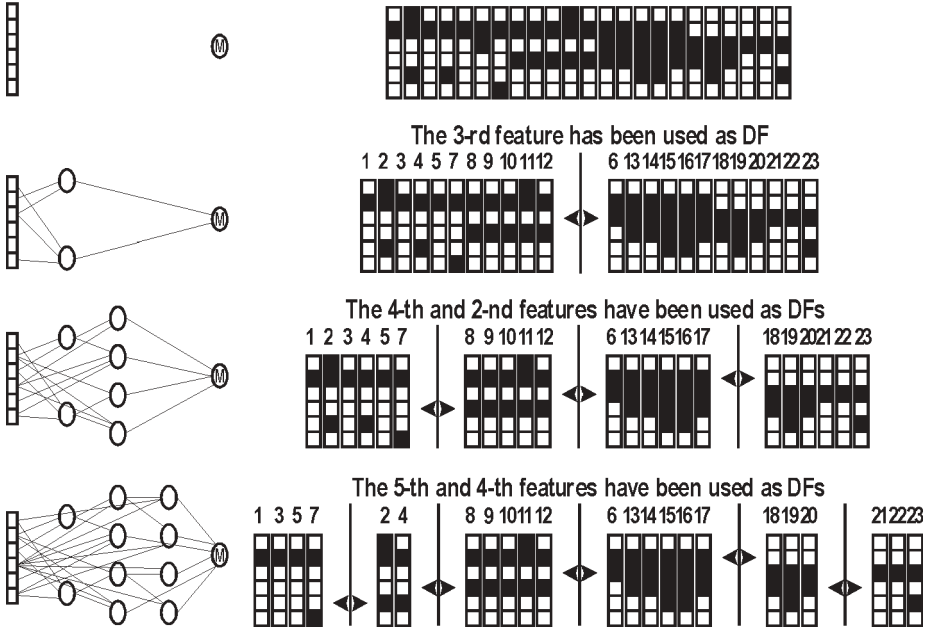 M
The 3-rd feature has been used as DF
1 2 3 4 5 7 8 9 10 11 12 6 13 14 15 16 17 18 19 20 21 22 23
M
The 4-th and 2-nd features have been used as DFs
1 2 3 4 5 7 8 9 10 11 12 6 13 14 15 16 17 18 19 20 21 22 23
M
The 5-th and 4-th features have been used as DFs
1 3 5 7 2 4 8 9 10 11 12 6 13 14 15 16 17 18 19 20 21 22 23
M